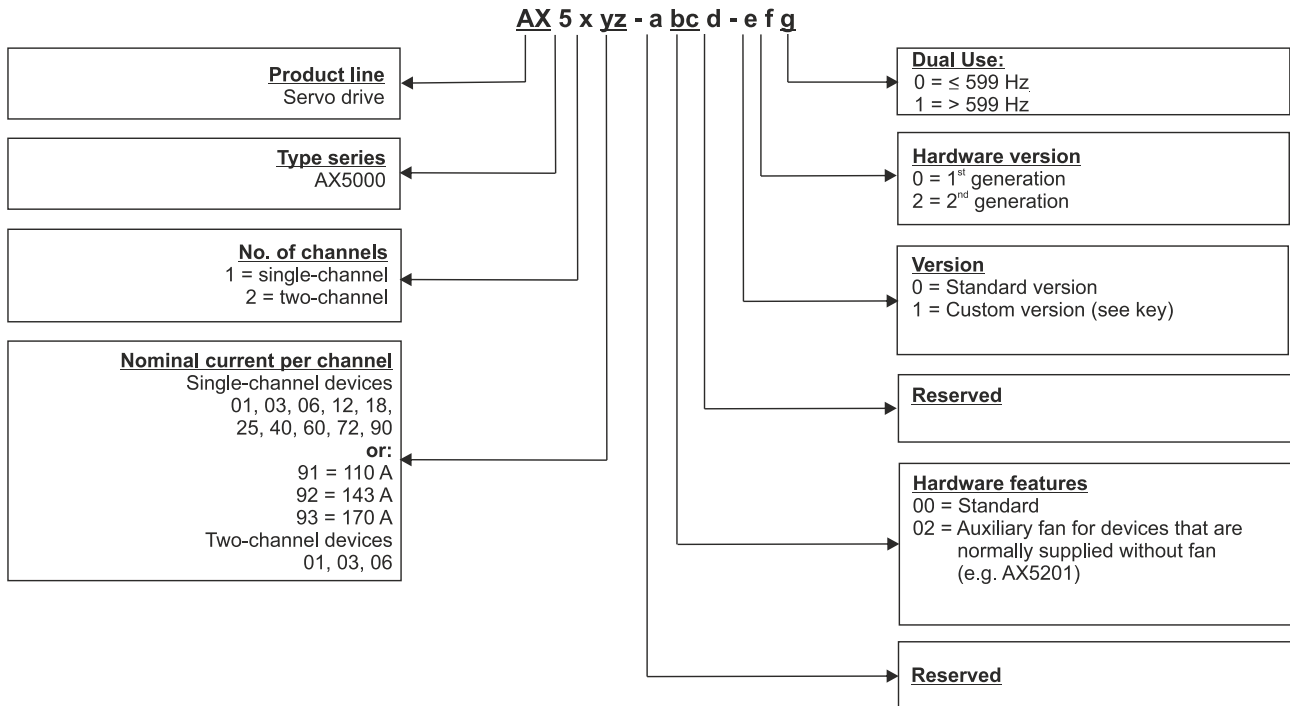 AX 5 x yz - a bc d - e f g
Product line
Servo drive
Type series
AX5000
No. of channels
1 = single-channel
2 = two-channel
Nominal current per channel
Single-channel devices
01, 03, 06, 12, 18,
25, 40, 60, 72, 90
or:
91 = 110 A
92 = 143 A
93 = 170 A
Two-channel devices
01, 03, 06
Dual Use:
0 = ≤ 599 Hz
1 = > 599 Hz
Hardware version
0 = 1st generation
2 = 2nd generation
Version
0 = Standard version
1 = Custom version (see key)
Reserved
Hardware features
00 = Standard
02 = Auxiliary fan for devices that are
normally supplied without fan
(e.g. AX5201)
Reserved